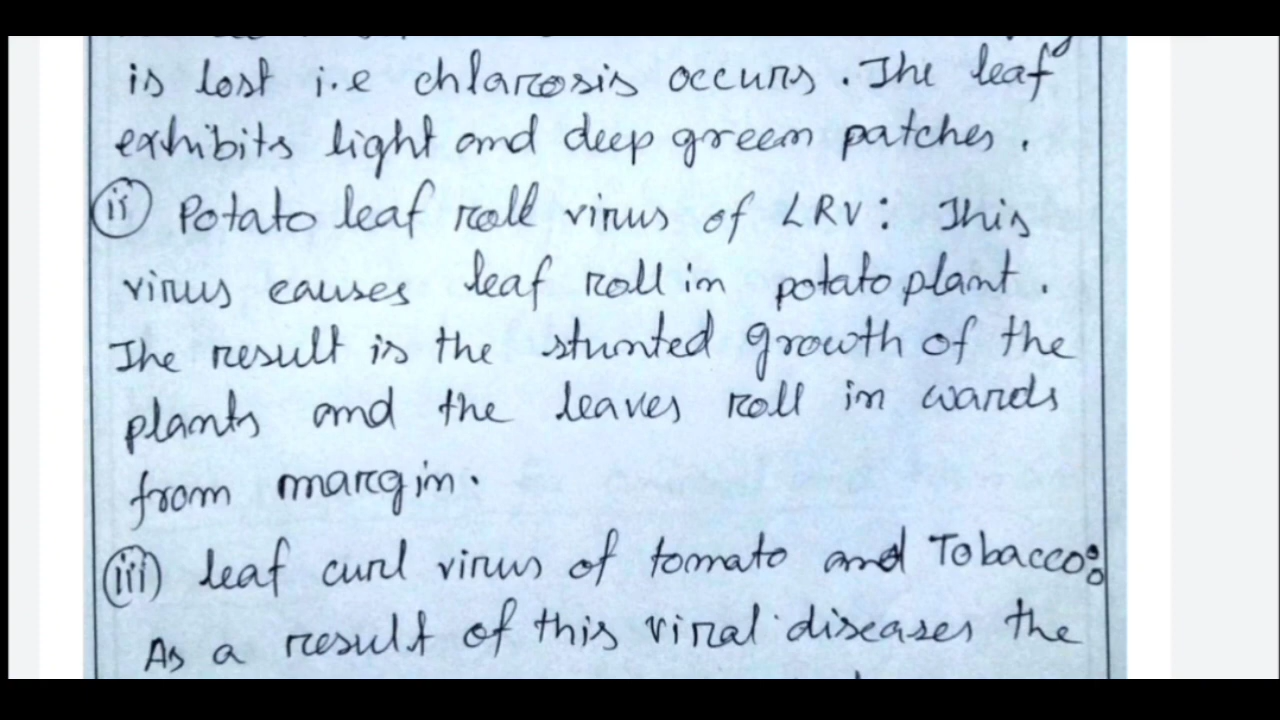 is lost i.e chlarosis occurs. The leaf
exhibits light and deep green patches.
(ii) Potato leaf roll virus of LRV: This
virus causes leaf roll in potato plant.
The result is the stunted growth of the
plants and the leaves roll in wards
from margin.
(iii) leaf curl virus of tomato and Tobacco:
As a result of this viral diseases the